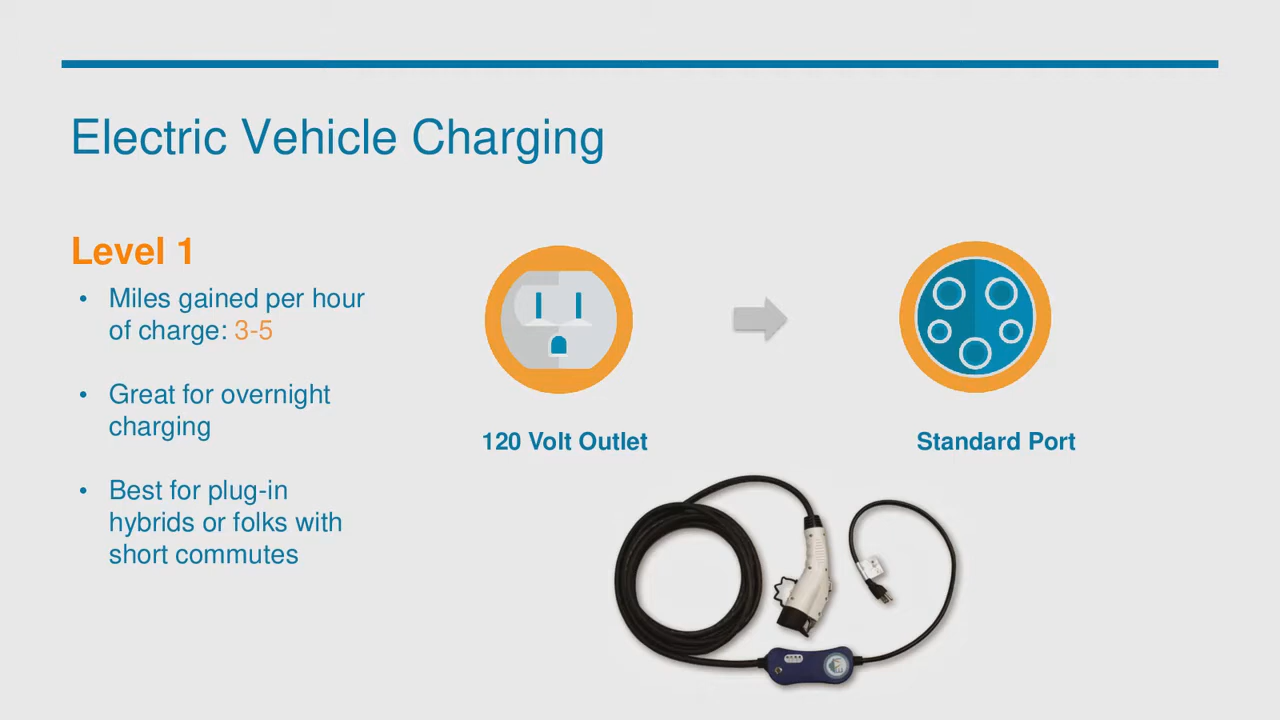 Electric Vehicle Charging
Level 1
• Miles gained per hour
of charge: 3-5
• Great for overnight
charging
• Best for plug-in
hybrids or folks with
short commutes
120 Volt Outlet
Standard Port